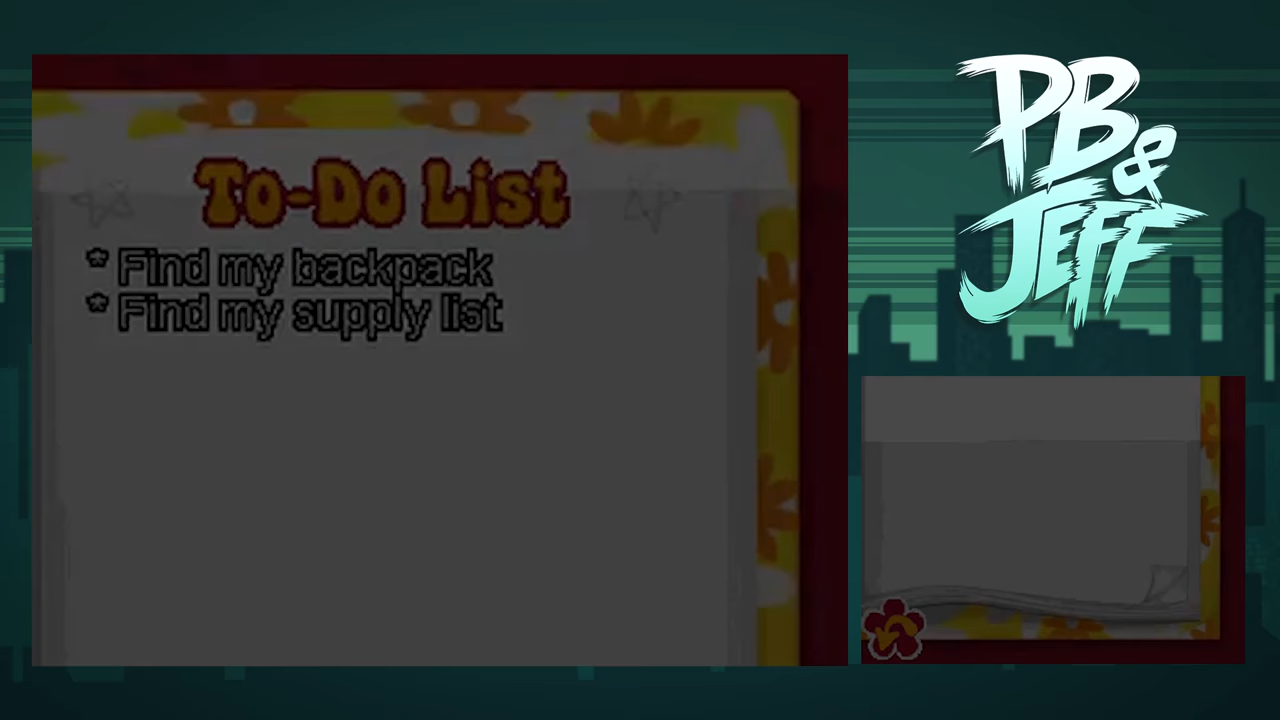 To-Do List
* Find my backpack
* Find my supply list
PB
&
JEFF